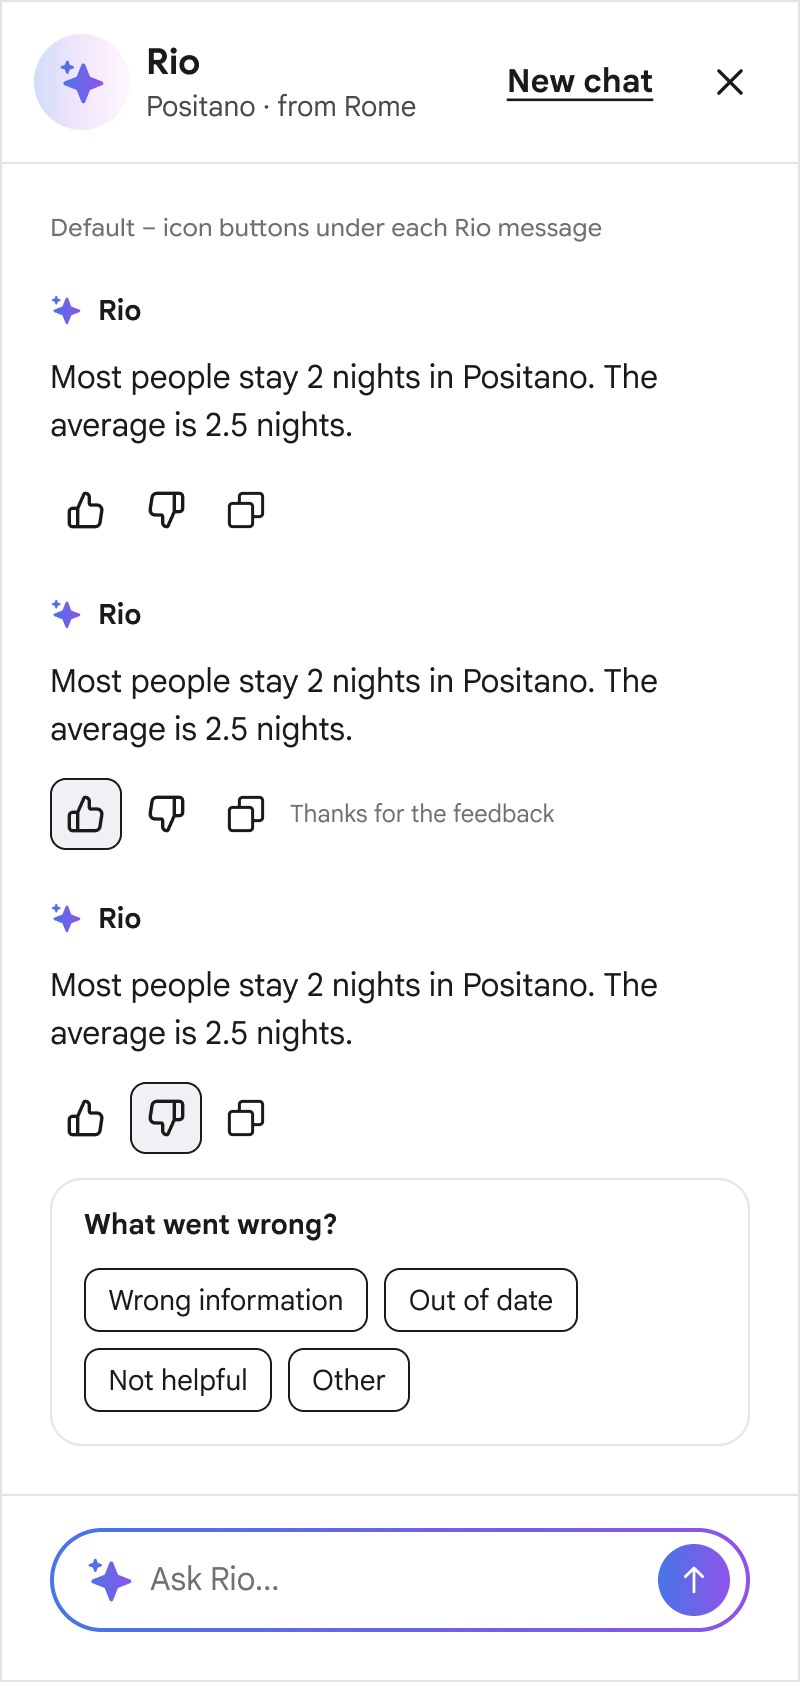 Rio
Positano · from Rome
New chat
Default – icon buttons under each Rio message
Rio
Most people stay 2 nights in Positano. The
average is 2.5 nights.
Rio
Most people stay 2 nights in Positano. The
average is 2.5 nights.
Thanks for the feedback
Rio
Most people stay 2 nights in Positano. The
average is 2.5 nights.
What went wrong?
Wrong information
Out of date
Not helpful
Other
Ask Rio...